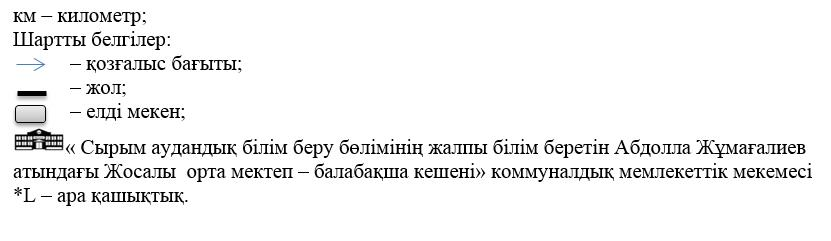 км – километр;
Шартты белгілер:
– қозғалыс бағыты;
– жол;
– елді мекен;
« Сырым аудандық білім беру бөлімінің жалпы білім беретін Абдолла Жұмағалиев
атындағы Жосалы орта мектеп – балабақша кешені» коммуналдық мемлекеттік мекемесі
*L – ара қашықтық.